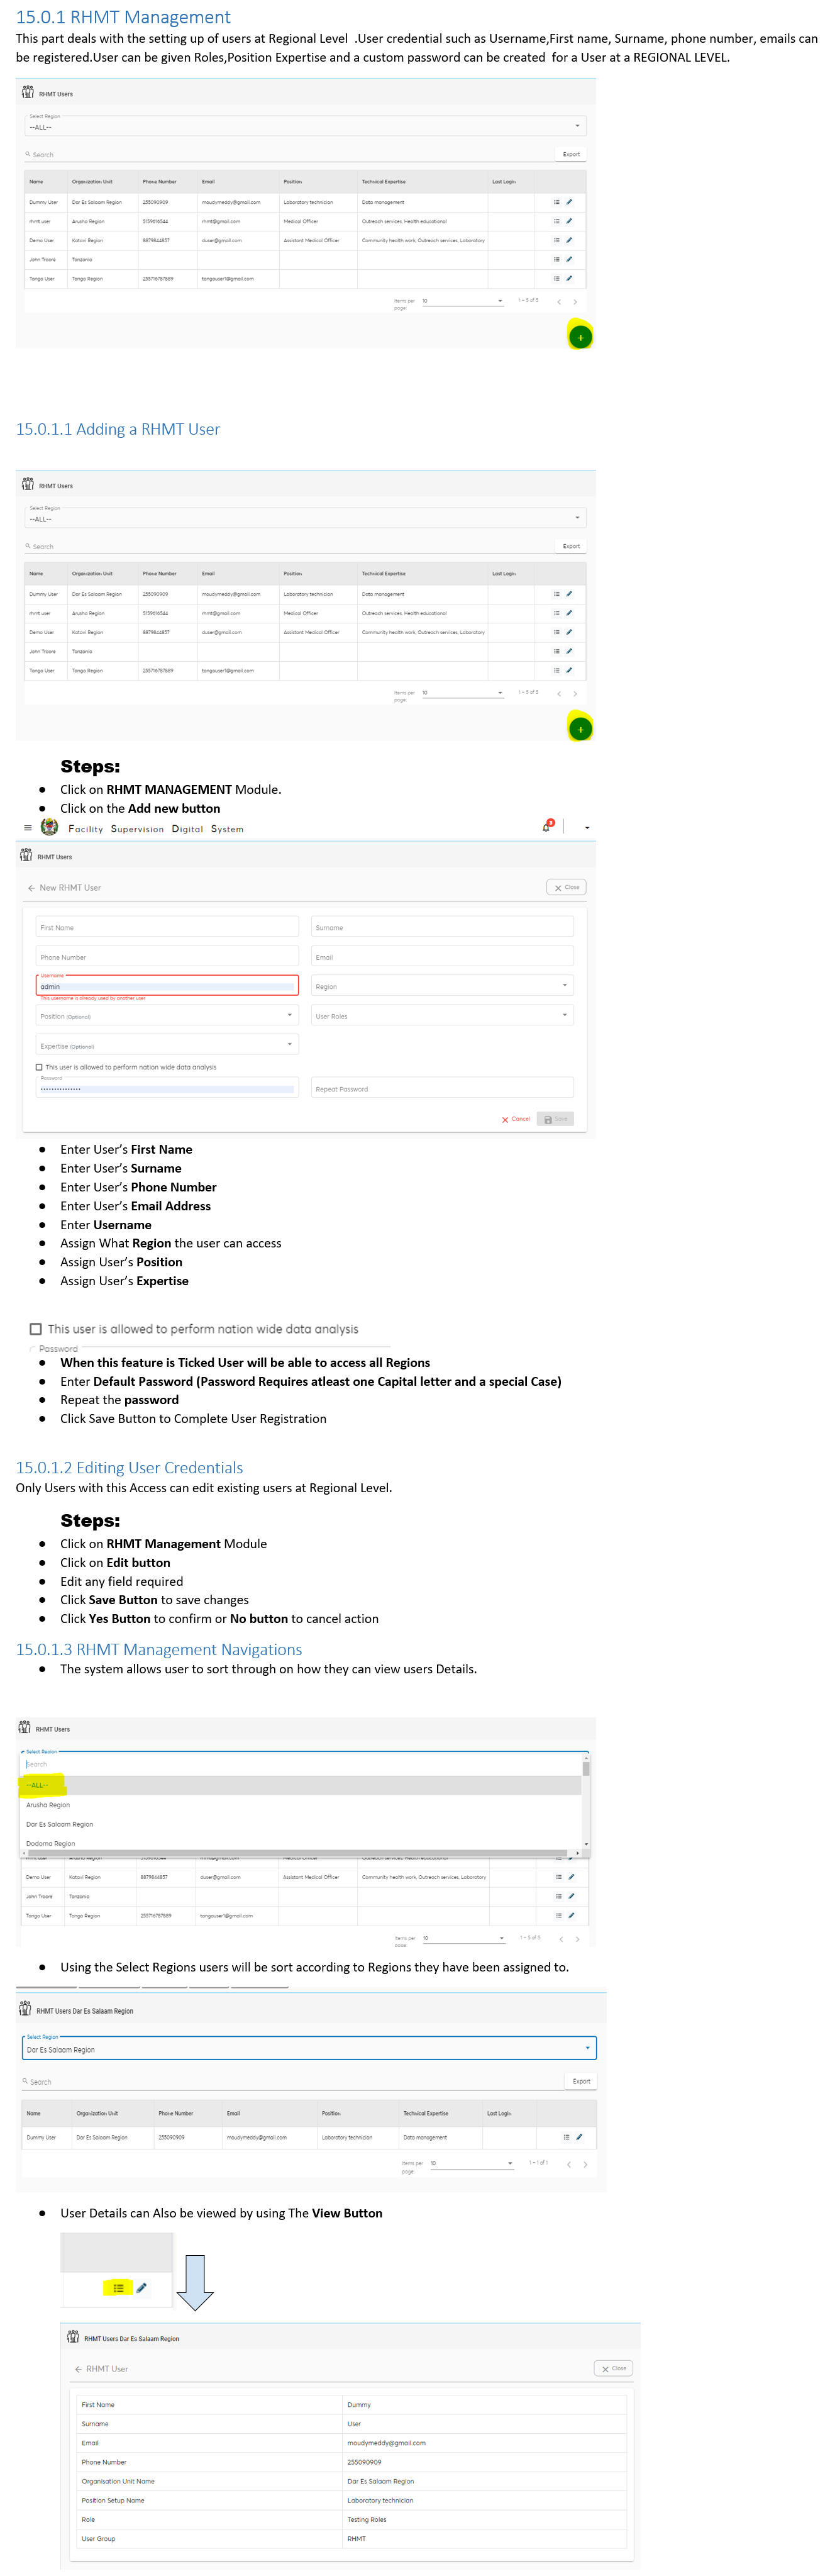 15.0.1 RHMT Management
This part deals with the setting up of users at Regional Level .User credential such as Username,First name, Surname, phone number, emails can
be registered.User can be given Roles,Position Expertise and a custom password can be created for a User at a REGIONAL LEVEL.
RHMT Users
Select Region
--ALL--
Search Export
Name Organization Unit Phone Number Email Position Technical Expertise Last Login
Dummy User Dar Es Salaam Region 255090909 moudymeddy@gmail.com Laboratory technician Data management
rhmt user Arusha Region 5159616544 rhmt@gmail.com Medical Officer Outreach services, Health educational
Demo User Katavi Region 8879844857 duser@gmail.com Assistant Medical Officer Community health work, Outreach services, Laboratory
John Traore Tanzania
Tanga User Tanga Region 255716787889 tangauser1@gmail.com
Items per 10 1 - 5 of 5
page:
+
15.0.1.1 Adding a RHMT User
RHMT Users
Select Region
--ALL--
Search Export
Name Organization Unit Phone Number Email Position Technical Expertise Last Login
Dummy User Dar Es Salaam Region 255090909 moudymeddy@gmail.com Laboratory technician Data management
rhmt user Arusha Region 5159616544 rhmt@gmail.com Medical Officer Outreach services, Health educational
Demo User Katavi Region 8879844857 duser@gmail.com Assistant Medical Officer Community health work, Outreach services, Laboratory
John Traore Tanzania
Tanga User Tanga Region 255716787889 tangauser1@gmail.com
Items per 10 1 - 5 of 5
page:
+
Steps:
● Click on RHMT MANAGEMENT Module.
● Click on the Add new button
Facility Supervision Digital System
RHMT Users
New RHMT User Close
First Name Surname
Phone Number Email
Username
admin Region
This username is already used by another user
Position (Optional) User Roles
Expertise (Optional)
This user is allowed to perform nation wide data analysis
Password
Repeat Password
Cancel Save
● Enter User’s First Name
● Enter User’s Surname
● Enter User’s Phone Number
● Enter User’s Email Address
● Enter Username
● Assign What Region the user can access
● Assign User’s Position
● Assign User’s Expertise
This user is allowed to perform nation wide data analysis
Password
● When this feature is Ticked User will be able to access all Regions
● Enter Default Password (Password Requires atleast one Capital letter and a special Case)
● Repeat the password
● Click Save Button to Complete User Registration
15.0.1.2 Editing User Credentials
Only Users with this Access can edit existing users at Regional Level.
Steps:
● Click on RHMT Management Module
● Click on Edit button
● Edit any field required
● Click Save Button to save changes
● Click Yes Button to confirm or No button to cancel action
15.0.1.3 RHMT Management Navigations
● The system allows user to sort through on how they can view users Details.
RHMT Users
Select Region
Search
--ALL--
Arusha Region
Dar Es Salaam Region
Dodoma Region
Demo User Katavi Region 8879844857 duser@gmail.com Assistant Medical Officer Community health work, Outreach services, Laboratory
John Traore Tanzania
Tanga User Tanga Region 255716787889 tangauser1@gmail.com
Items per 10 1 - 5 of 5
page:
● Using the Select Regions users will be sort according to Regions they have been assigned to.
RHMT Users Dar Es Salaam Region
Select Region
Dar Es Salaam Region
Search Export
Name Organization Unit Phone Number Email Position Technical Expertise Last Login
Dummy User Dar Es Salaam Region 255090909 moudymeddy@gmail.com Laboratory technician Data management
Items per 10 1 - 1 of 1
page:
● User Details can Also be viewed by using The View Button
RHMT Users Dar Es Salaam Region
RHMT User Close
First Name Dummy
Surname User
Email moudymeddy@gmail.com
Phone Number 255090909
Organisation Unit Name Dar Es Salaam Region
Position Setup Name Laboratory technician
Role Testing Roles
User Group RHMT